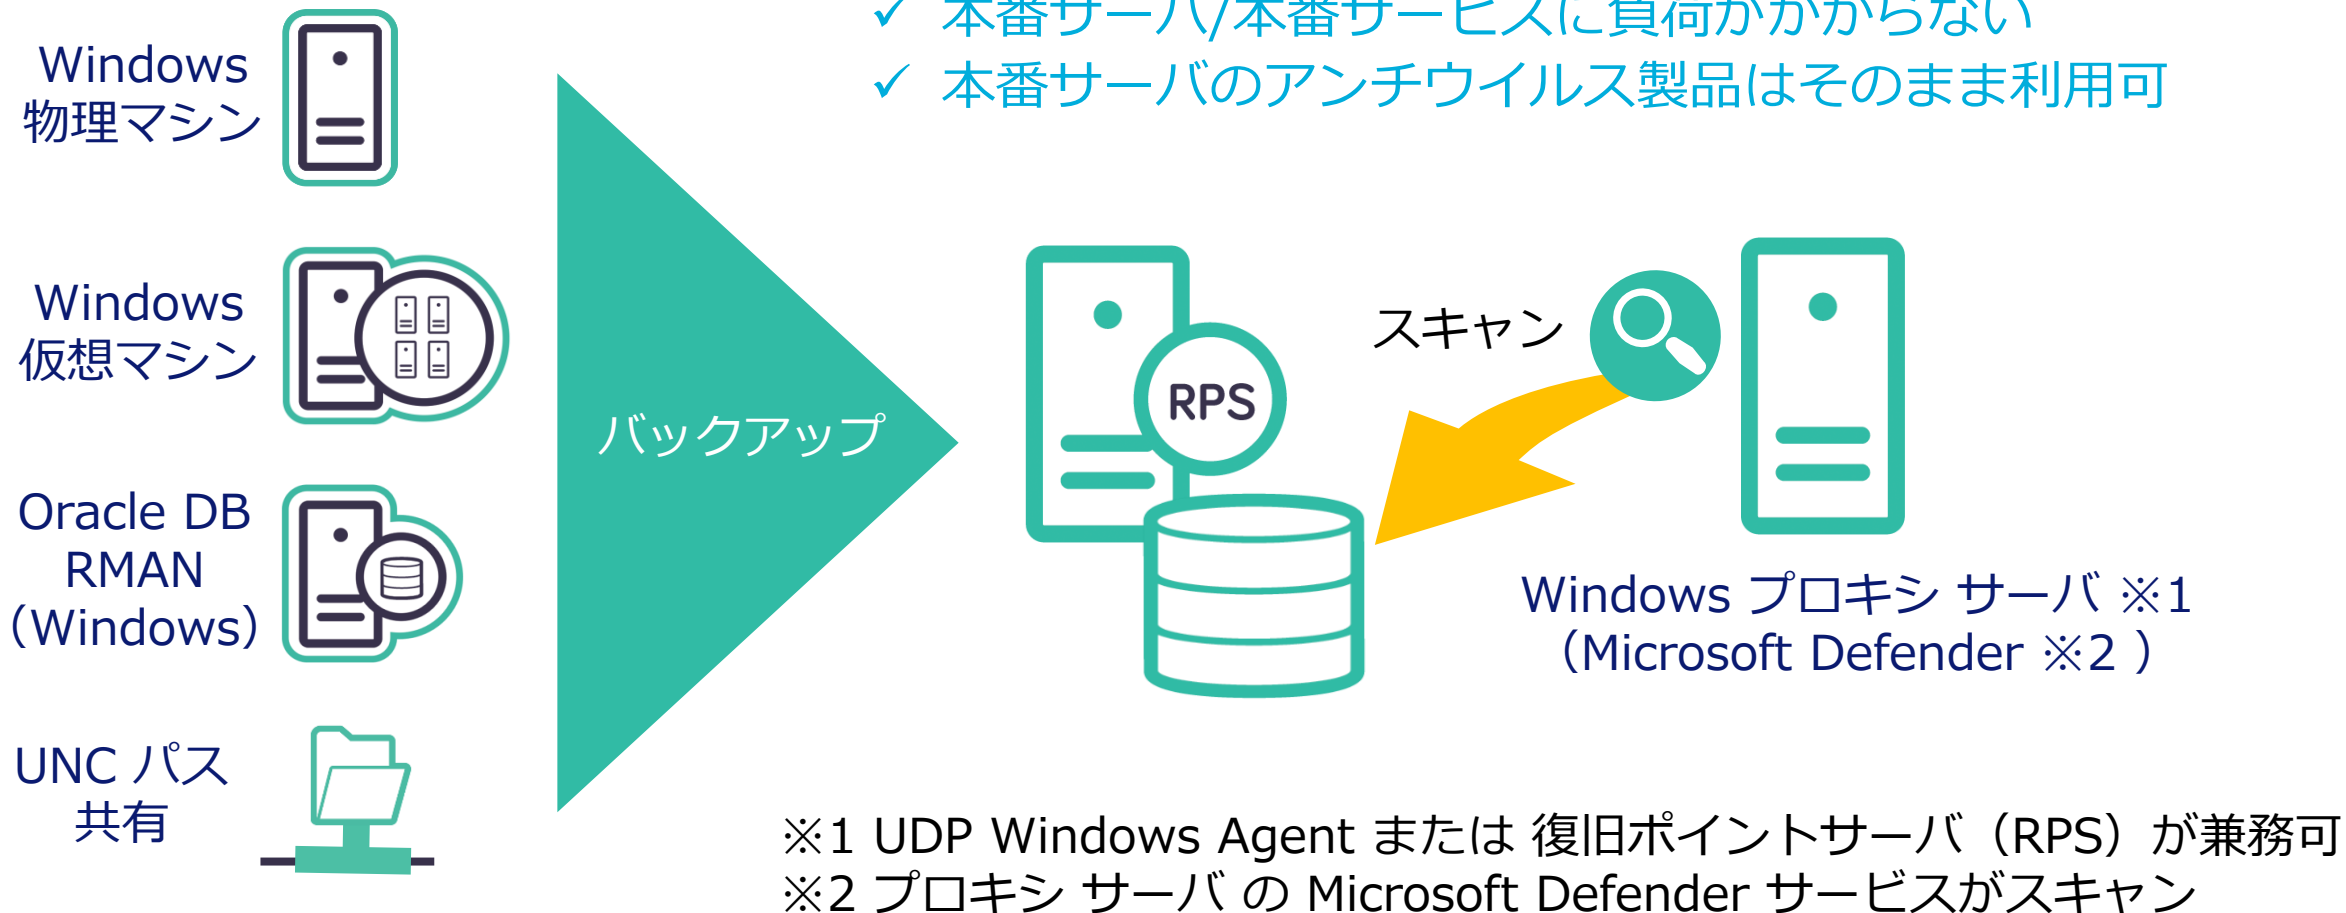 ✓ 本番サーバ/本番サービスに負荷がかからない
✓ 本番サーバのアンチウイルス製品はそのまま利用可
Windows
物理マシン
Windows
仮想マシン
Oracle DB
RMAN
（Windows）
UNC パス
共有
バックアップ
RPS
スキャン
Windows プロキシ サーバ ※1
（Microsoft Defender ※2 ）
※1 UDP Windows Agent または 復旧ポイントサーバ（RPS）が兼務可
※2 プロキシ サーバ の Microsoft Defender サービスがスキャン